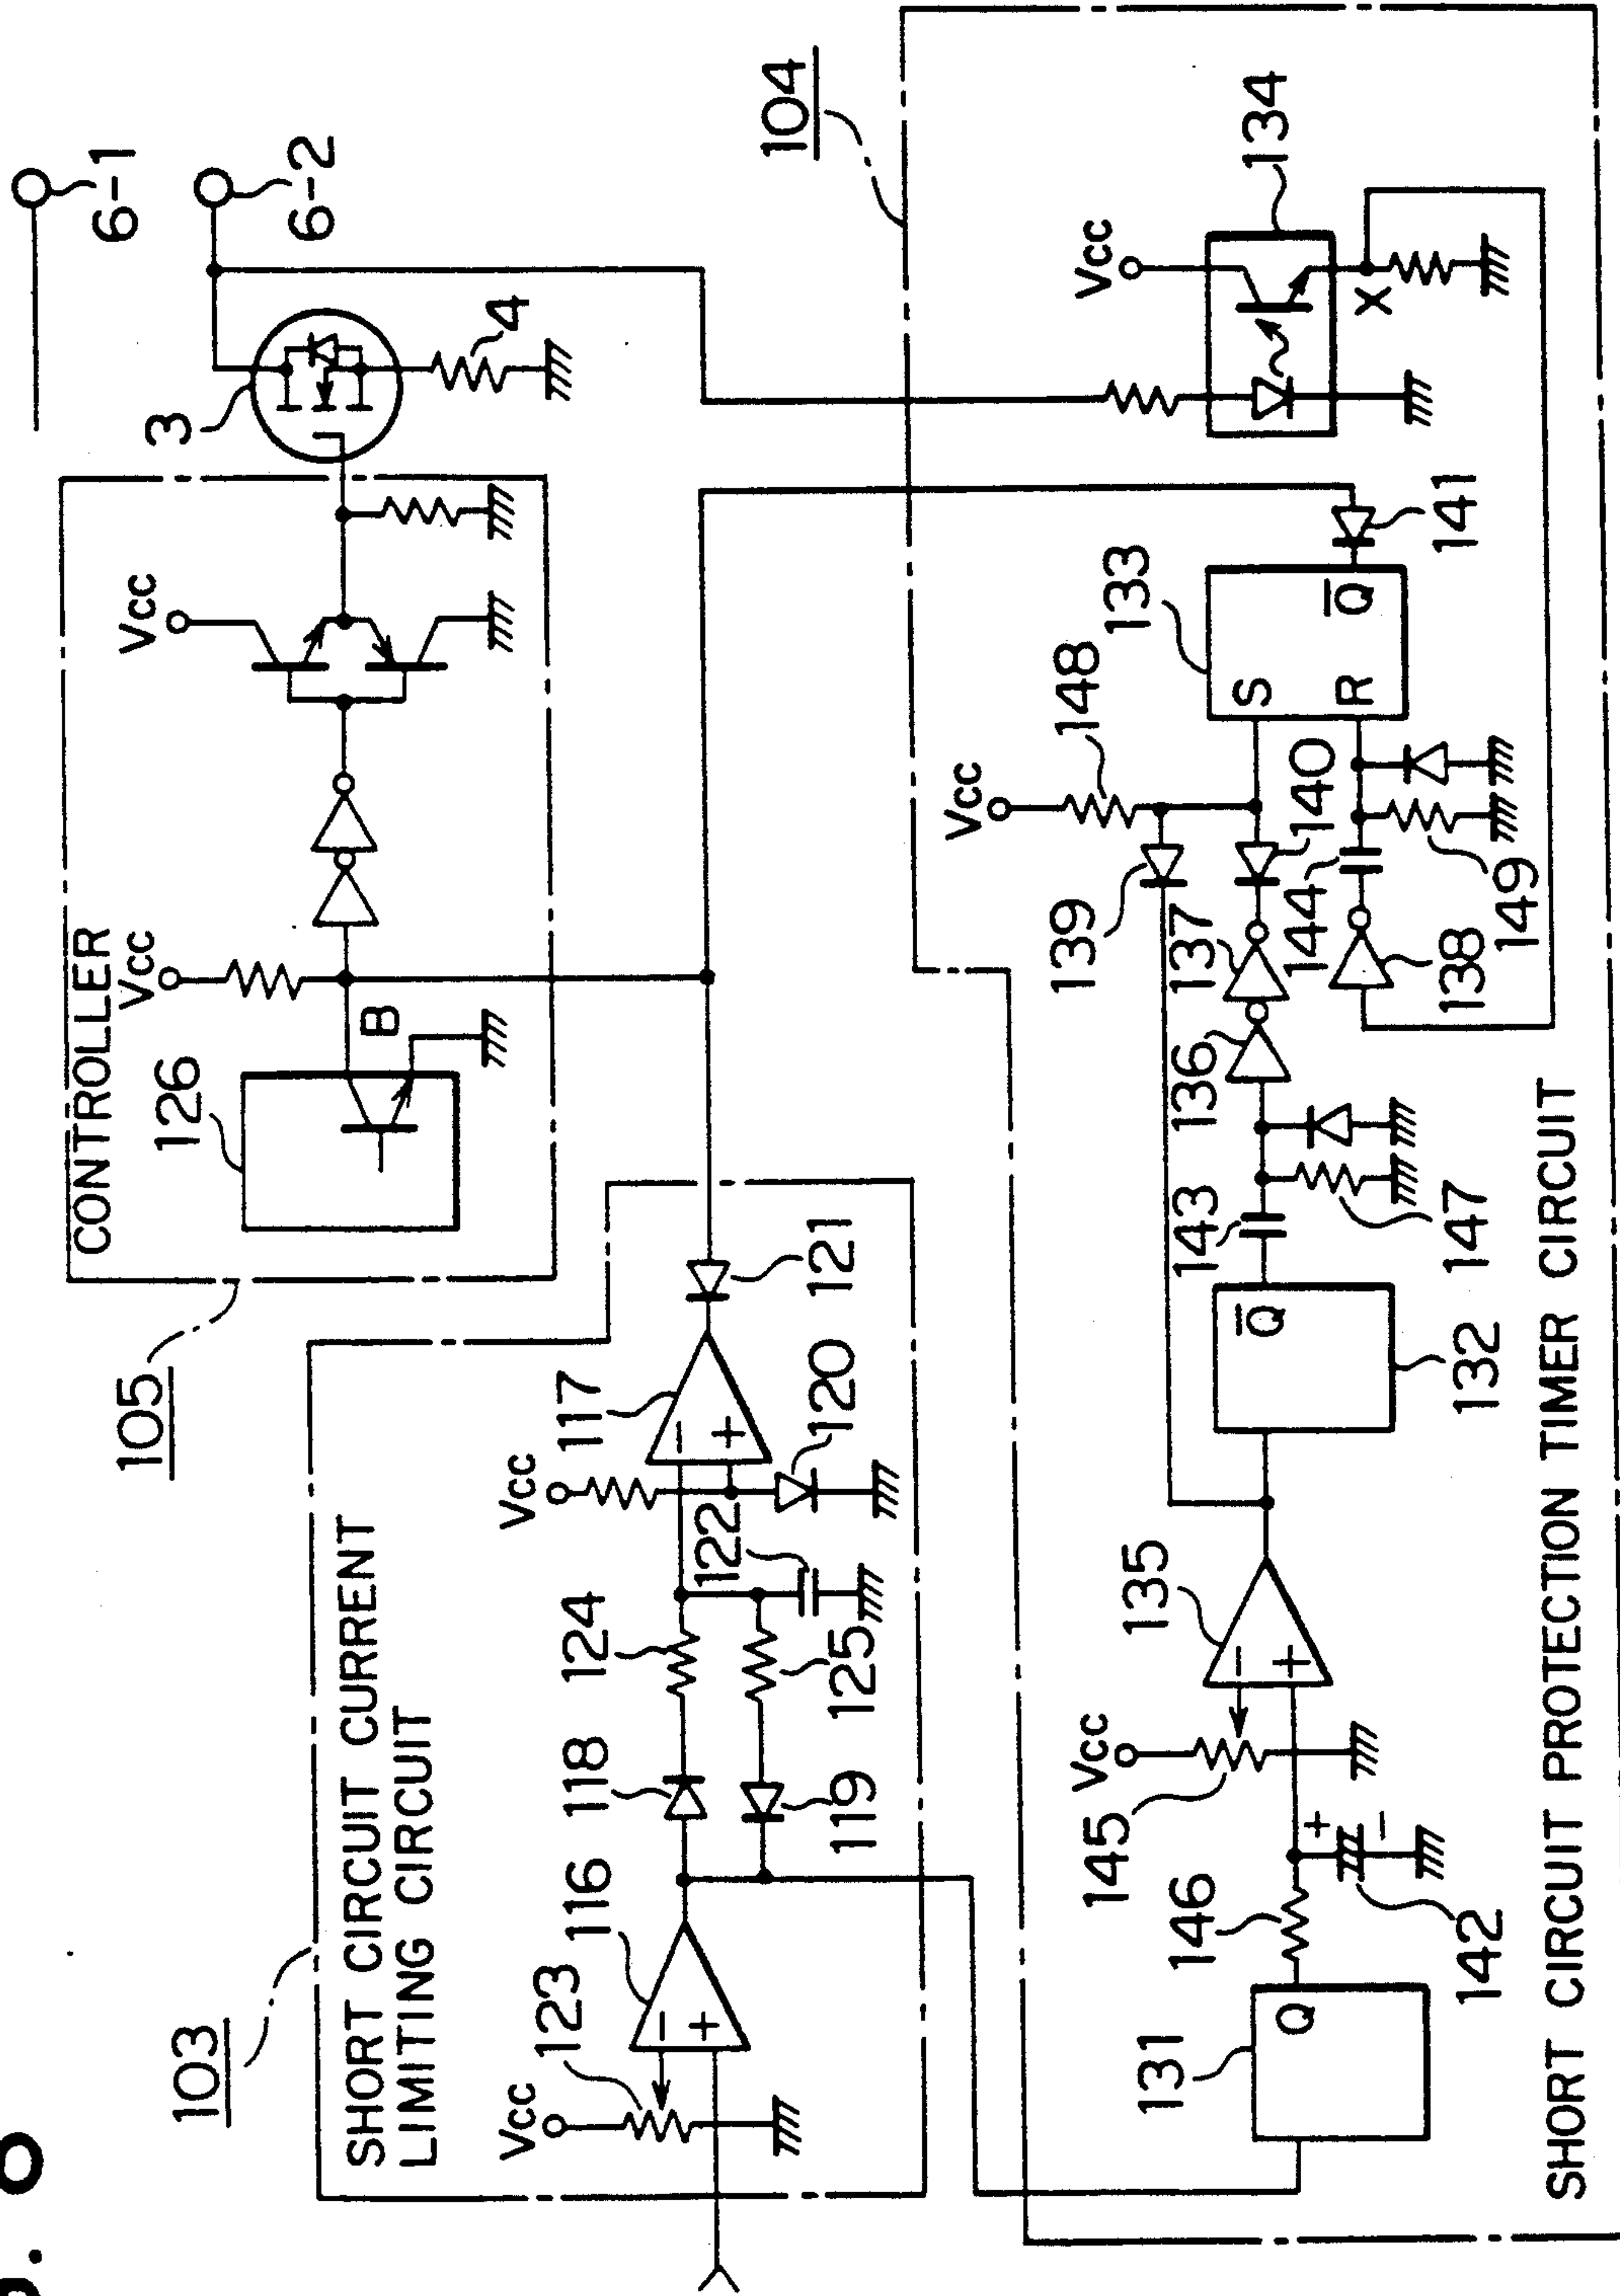 103
SHORT CIRCUIT CURRENT
LIMITING CIRCUIT
Vcc
123
116
118
119
124
125
122
Vcc
117
120
121
105
CONTROLLER
126
B
Vcc
Vcc
3
4
6-1
6-2
104
131
Q
146
142
+
−
Vcc
145
135
132
Q̅
143
147
136
137
139
140
Vcc
148
138
144
149
133
S
R
Q̅
141
Vcc
134
X
−
+
−
+
−
+
SHORT CIRCUIT PROTECTION TIMER CIRCUIT